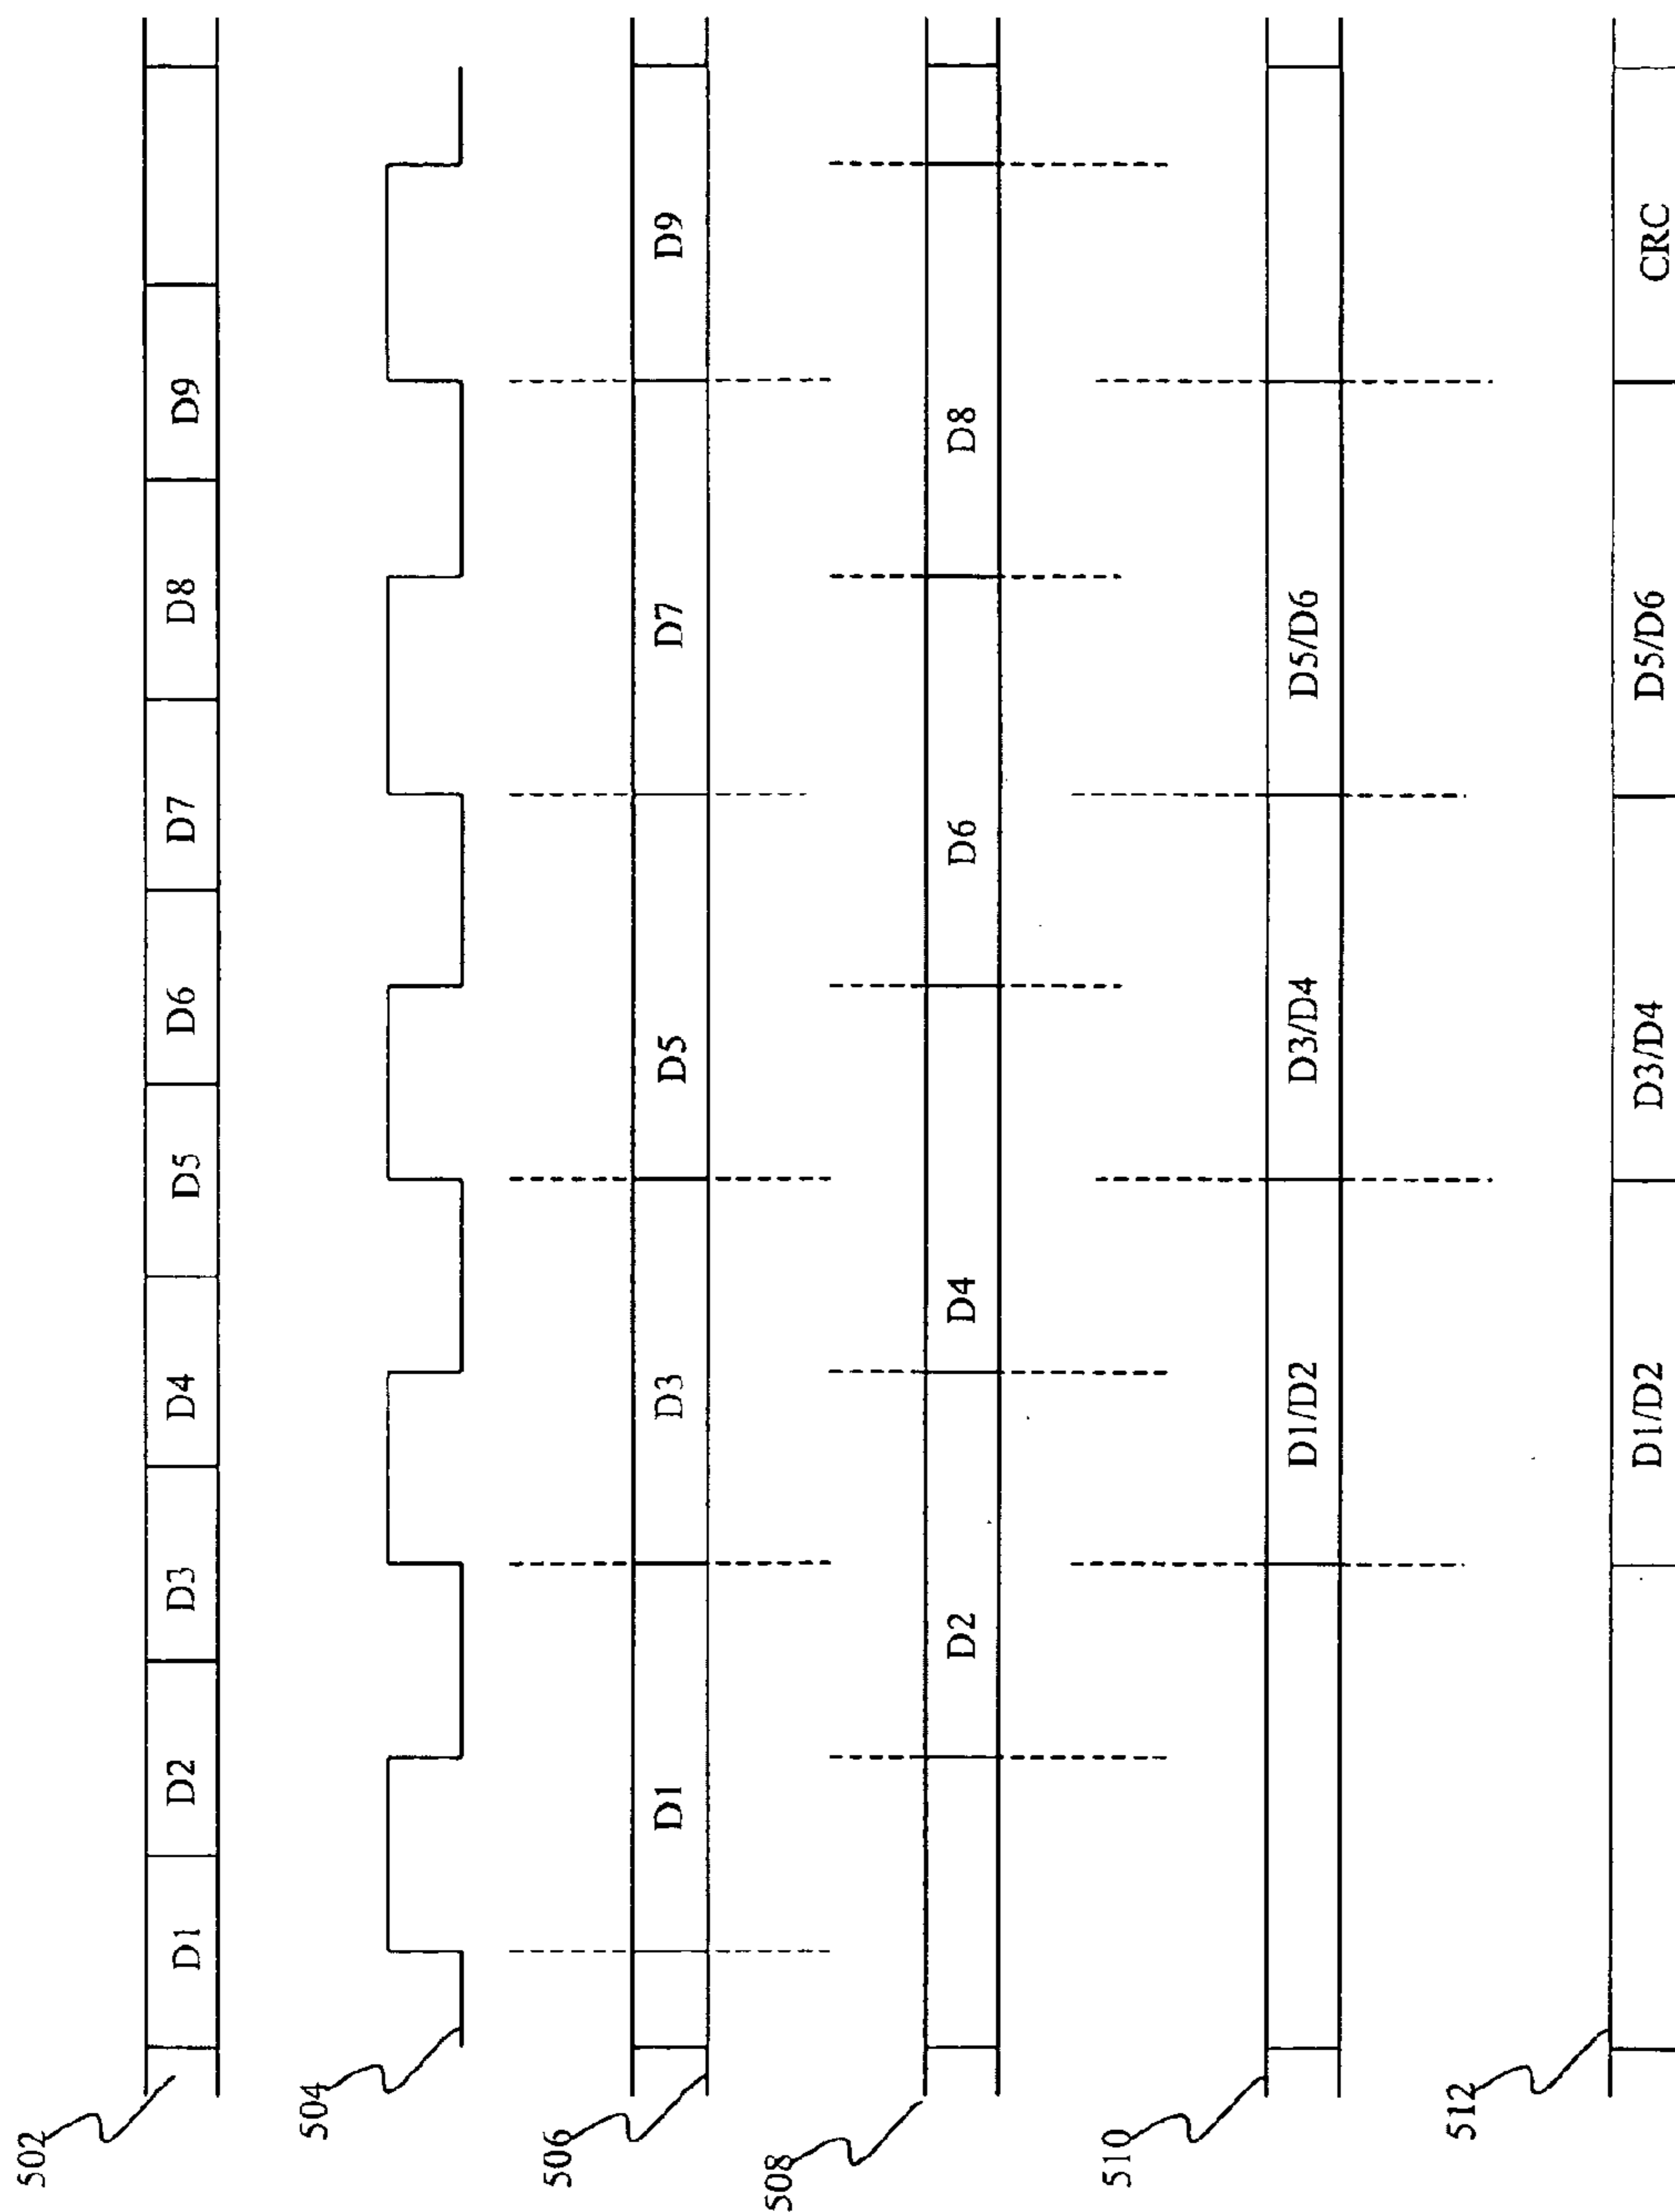 502
D1 D2 D3 D4 D5 D6 D7 D8 D9
504
506
D1 D3 D5 D7 D9
508
D2 D4 D6 D8
510
D1/D2 D3/D4 D5/D6
512
D1/D2 D3/D4 D5/D6 CRC